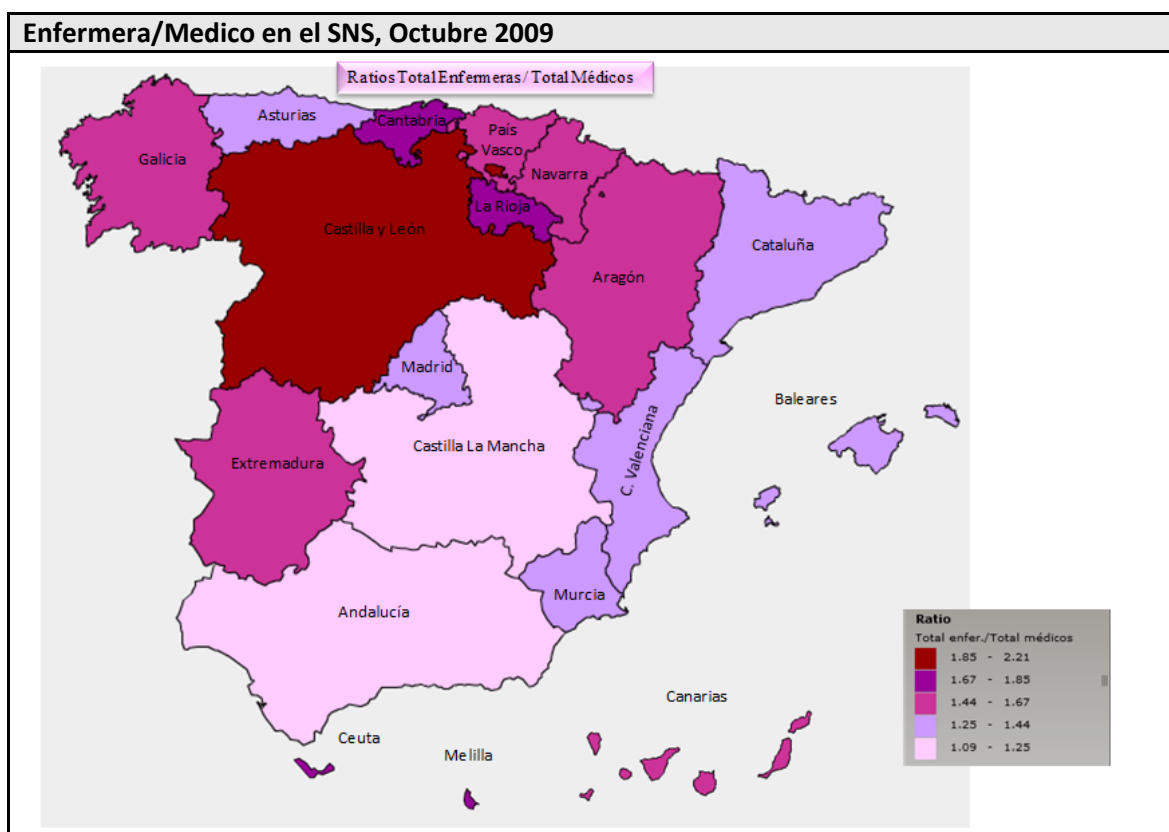 Enfermera/Medico en el SNS, Octubre 2009
Ratios Total Enfermeras / Total Médicos
Asturias
Cantabria
País
Vasco
Galicia
Navarra
La Rioja
Castilla y León
Cataluña
Aragón
Madrid
Baleares
C. Valenciana
Castilla La Mancha
Extremadura
Murcia
Andalucía
Ratio
Total enfer./Total médicos
1.85 - 2.21
1.67 - 1.85
1.44 - 1.67
1.25 - 1.44
1.09 - 1.25
Canarias
Ceuta
Melilla